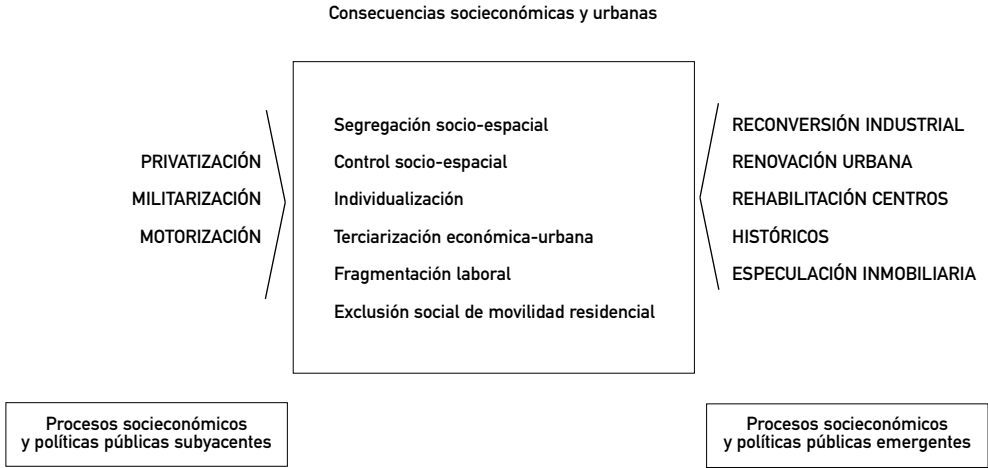 Consecuencias socieconómicas y urbanas
PRIVATIZACIÓN
MILITARIZACIÓN
MOTORIZACIÓN
Segregación socio-espacial
Control socio-espacial
Individualización
Terciarización económica-urbana
Fragmentación laboral
Exclusión social de movilidad residencial
RECONVERSIÓN INDUSTRIAL
RENOVACIÓN URBANA
REHABILITACIÓN CENTROS
HISTÓRICOS
ESPECULACIÓN INMOBILIARIA
Procesos socieconómicos
y políticas públicas subyacentes
Procesos socieconómicos
y políticas públicas emergentes